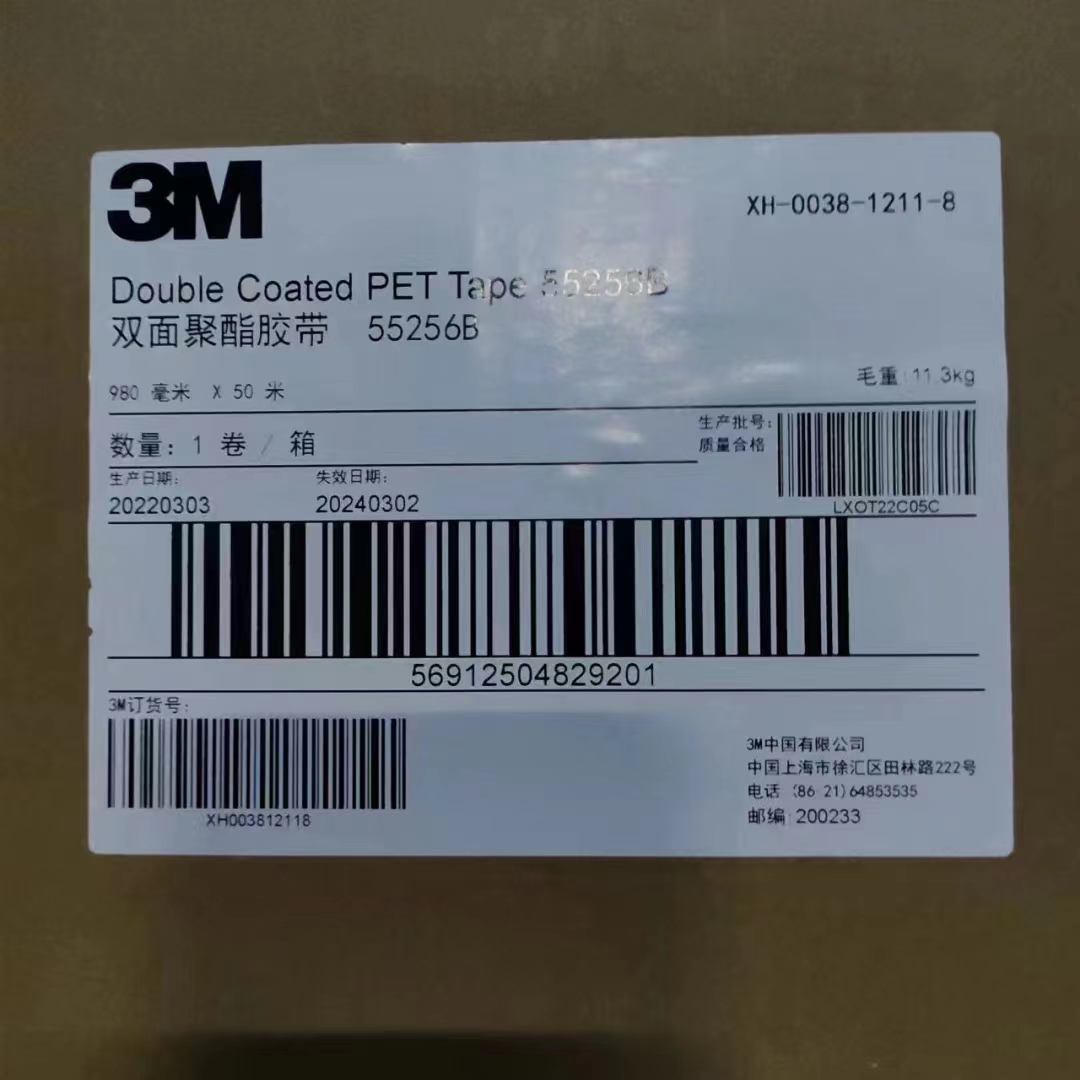 3M
XH-0038-1211-8
Double Coated PET Tape 55256B
双面聚酯胶带 55256B
980 毫米 X 50 米
毛重:11.3kg
数量: 1 卷 / 箱
生产批号:
质量合格
LXOT22C05C
生产日期: 失效日期:
20220303 20240302
56912504829201
3M订货号:
XH003812118
3M中国有限公司
中国上海市徐汇区田林路222号
电话 (86 21)64853535
邮编 200233